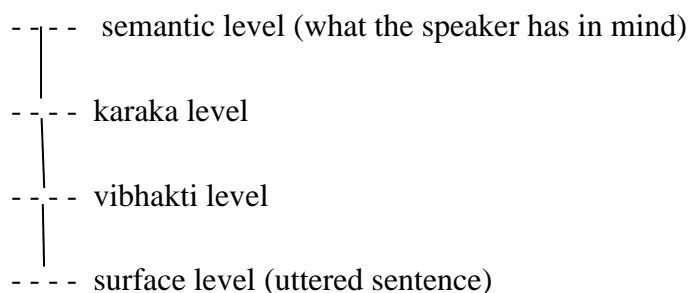 ---- semantic level (what the speaker has in mind)
---- karaka level
---- vibhakti level
---- surface level (uttered sentence)